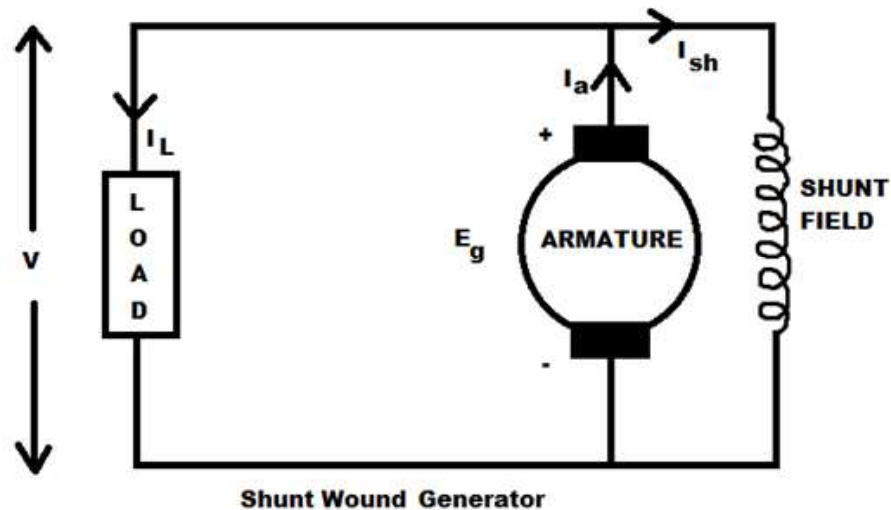 I_sh
I_a
+
I_L
L
O
A
D
V
E_g
ARMATURE
SHUNT
FIELD
-
Shunt Wound Generator